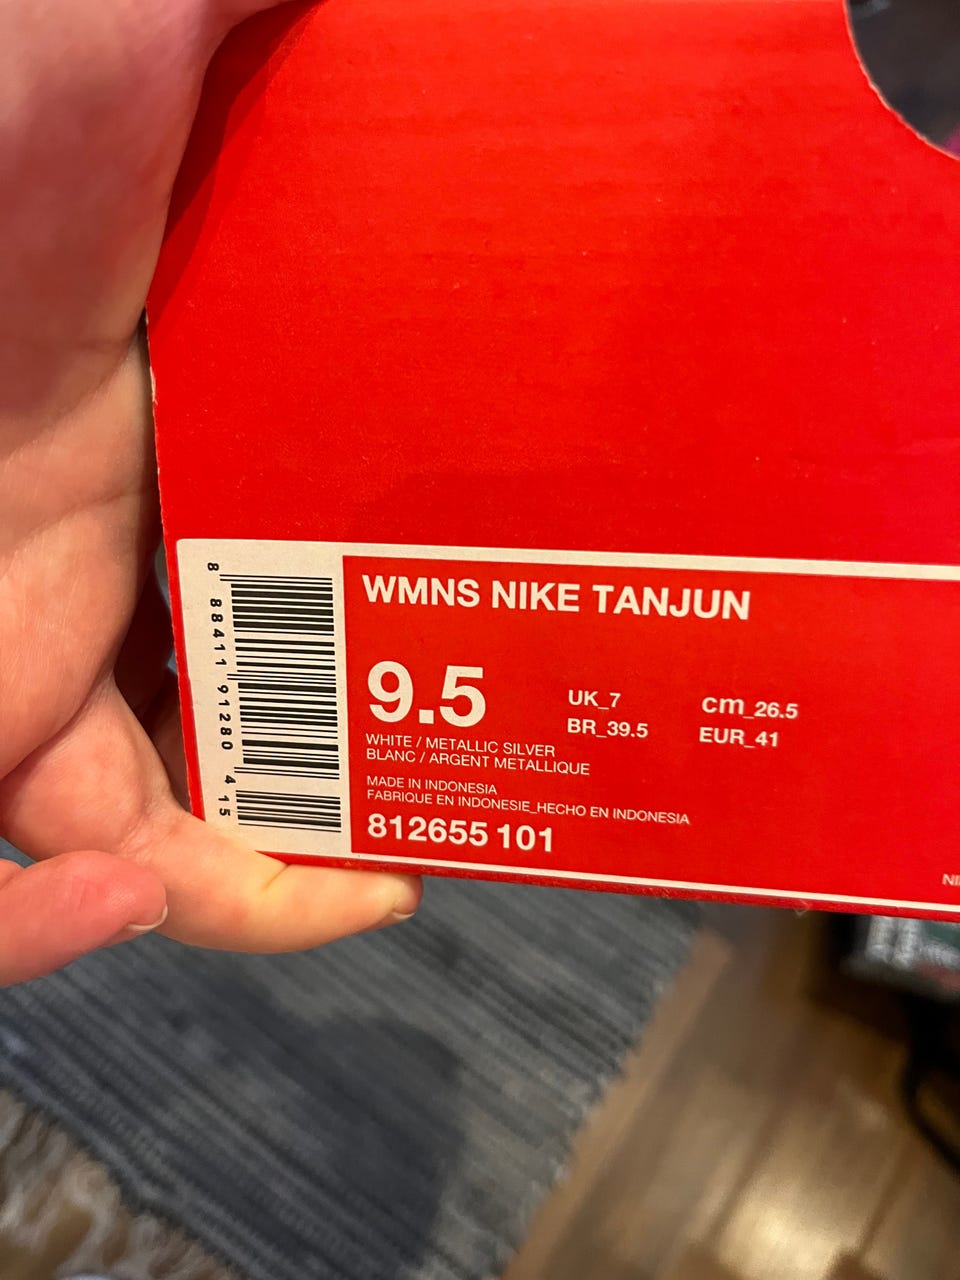 WMNS NIKE TANJUN
9.5
UK_7
cm_26.5
BR_39.5
EUR_41
WHITE / METALLIC SILVER
BLANC / ARGENT METALLIQUE
MADE IN INDONESIA
FABRIQUE EN INDONESIE_HECHO EN INDONESIA
812655 101
8 88411 91280 4 15